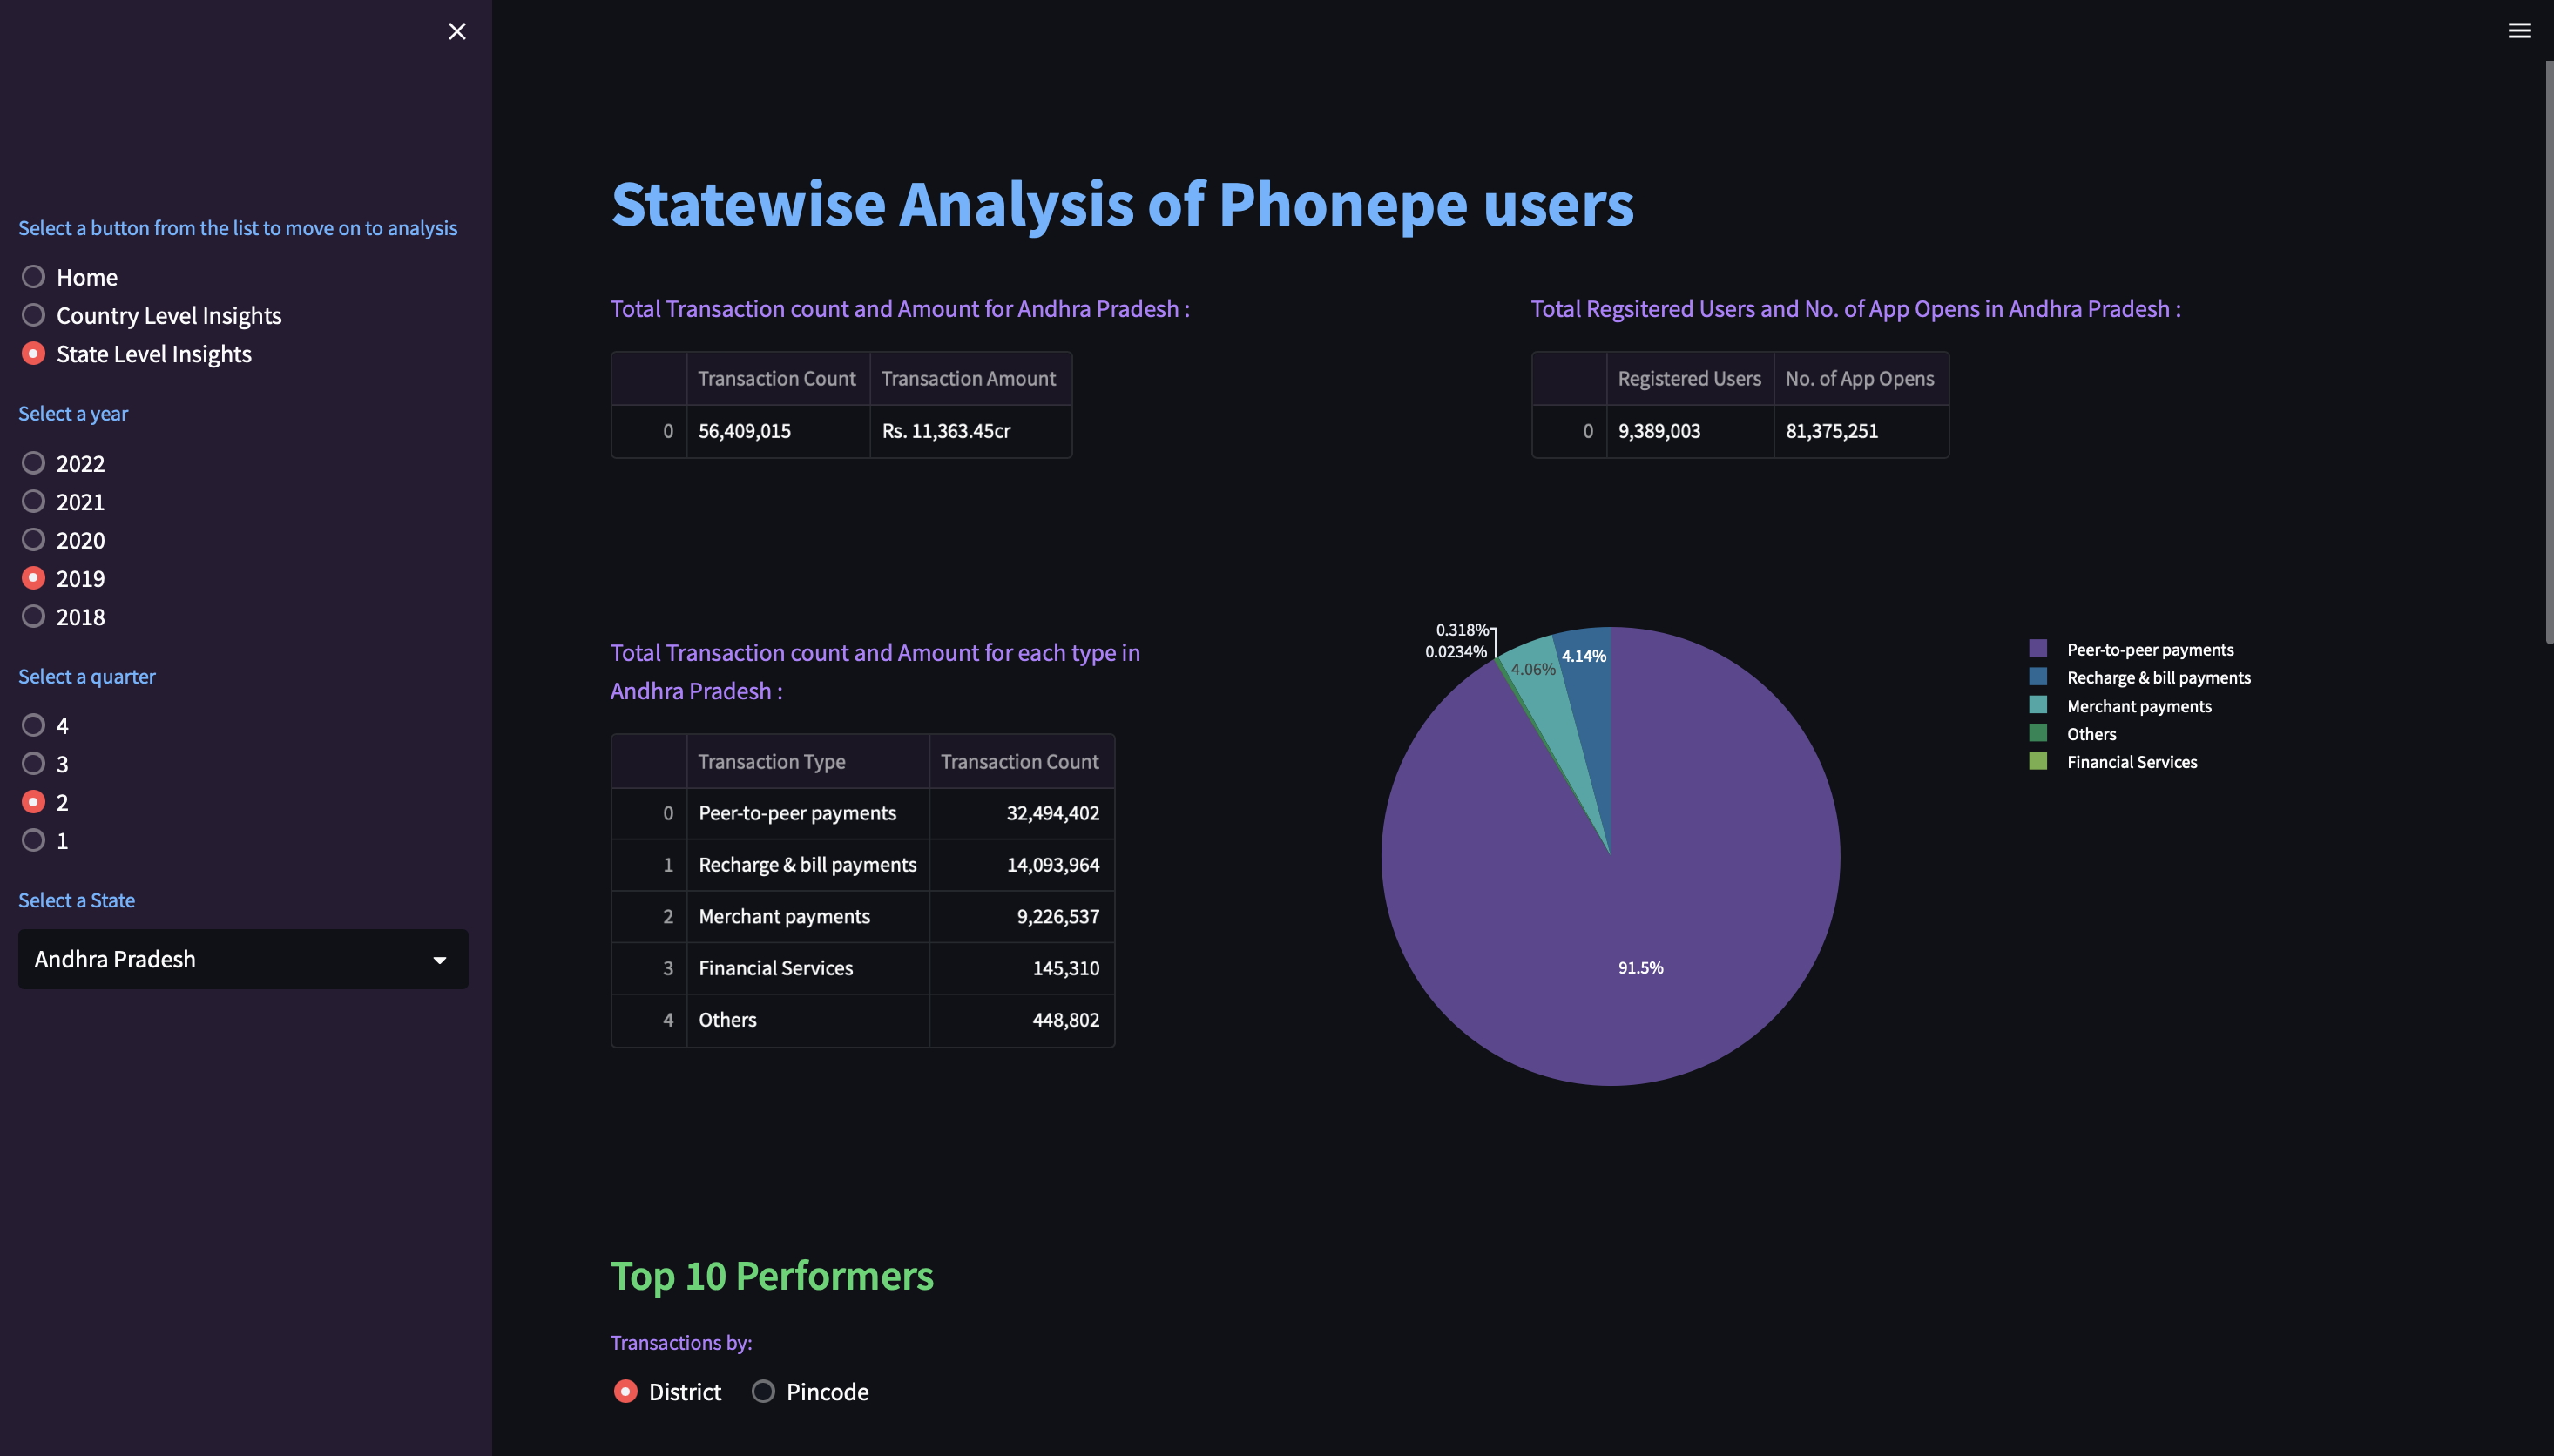 Select a button from the list to move on to analysis
Home
Country Level Insights
State Level Insights
Select a year
2022
2021
2020
2019
2018
Select a quarter
4
3
2
1
Select a State
Andhra Pradesh
Statewise Analysis of Phonepe users
Total Transaction count and Amount for Andhra Pradesh :
Transaction Count Transaction Amount
0 56,409,015 Rs. 11,363.45cr
Total Regsitered Users and No. of App Opens in Andhra Pradesh :
Registered Users No. of App Opens
0 9,389,003 81,375,251
Total Transaction count and Amount for each type in
Andhra Pradesh :
Transaction Type Transaction Count
0 Peer-to-peer payments 32,494,402
1 Recharge & bill payments 14,093,964
2 Merchant payments 9,226,537
3 Financial Services 145,310
4 Others 448,802
0.318%
0.0234%
4.06%
4.14%
91.5%
Peer-to-peer payments
Recharge & bill payments
Merchant payments
Others
Financial Services
Top 10 Performers
Transactions by:
District Pincode